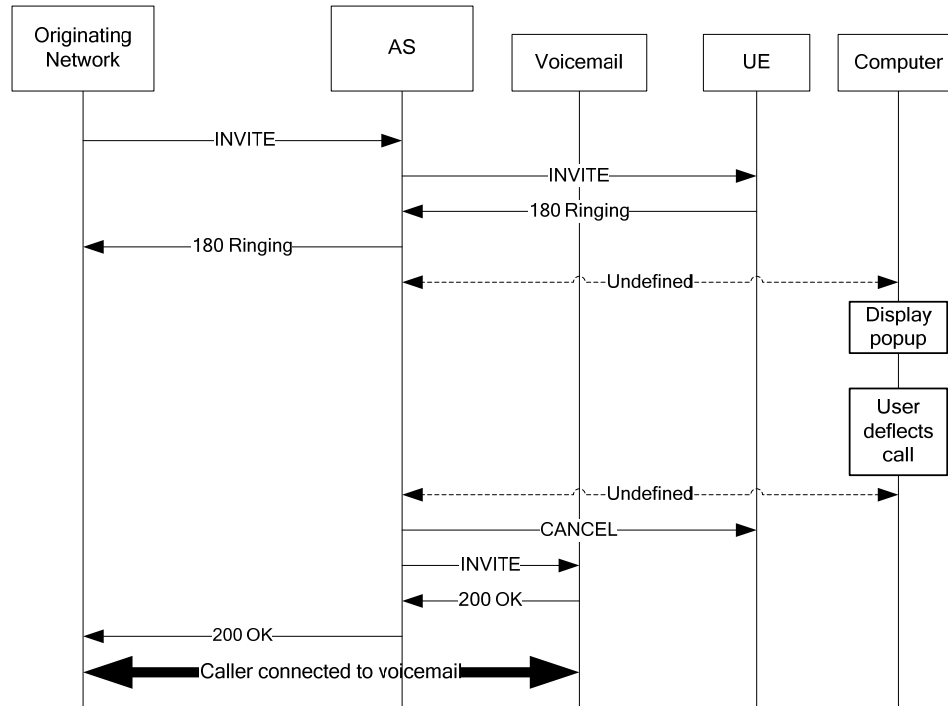 Originating
Network
AS
Voicemail
UE
Computer
INVITE
INVITE
180 Ringing
180 Ringing
Undefined
Display
popup
User
deflects
call
Undefined
CANCEL
INVITE
200 OK
200 OK
Caller connected to voicemail